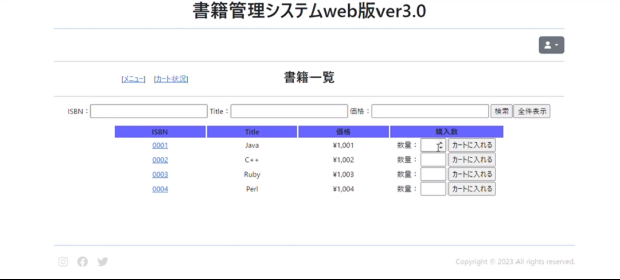 書籍管理システムweb版ver3.0
[メニュー] [カート状況] 書籍一覧
ISBN： Title： 価格： 検索 全件表示
ISBN Title 価格 購入数
0001 Java ¥1,001 数量： カートに入れる
0002 C++ ¥1,002 数量： カートに入れる
0003 Ruby ¥1,003 数量： カートに入れる
0004 Perl ¥1,004 数量： カートに入れる
Copyright © 2023 All rights reserved.